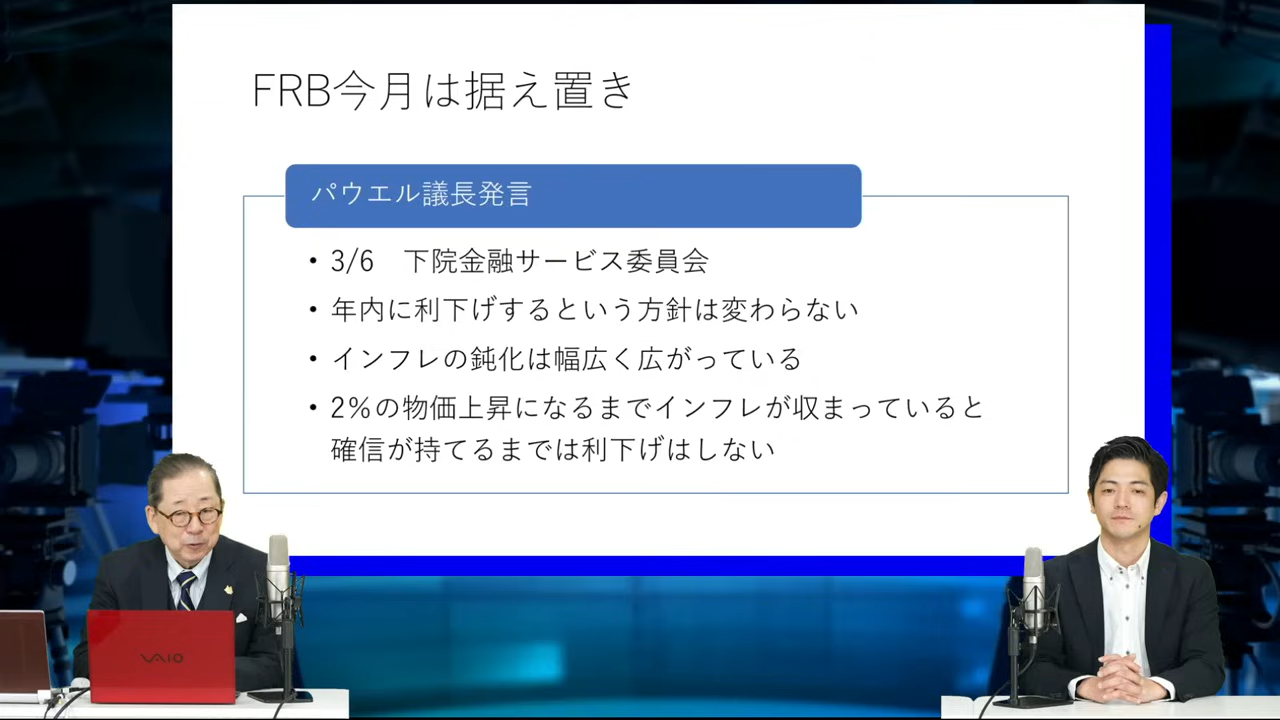 FRB今月は据え置き
パウエル議長発言
・3/6　下院金融サービス委員会
・年内に利下げするという方針は変わらない
・インフレの鈍化は幅広く広がっている
・2%の物価上昇になるまでインフレが収まっていると
確信が持てるまでは利下げはしない
VAIO